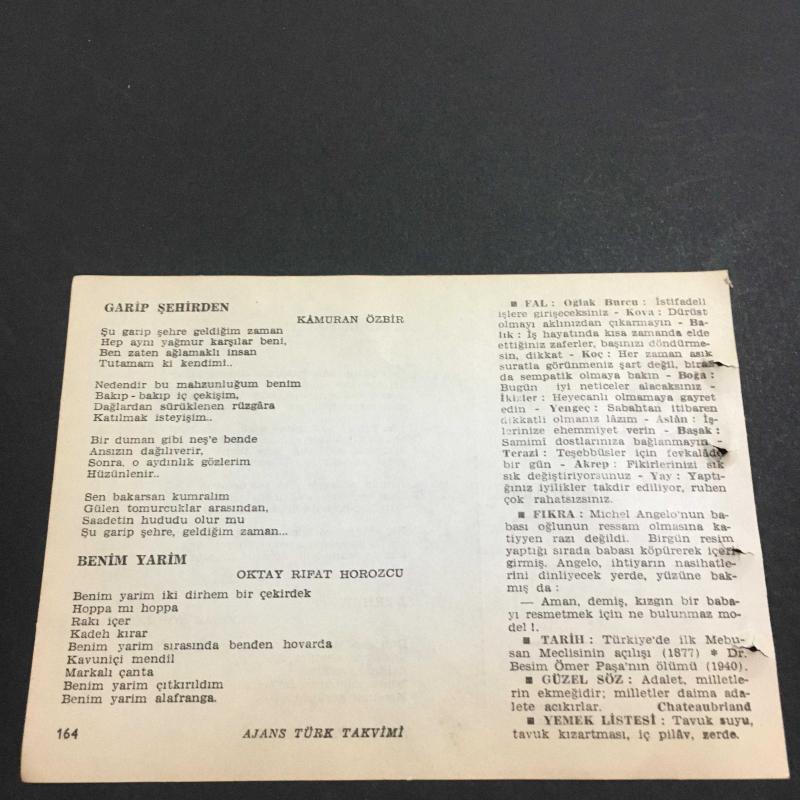 GARİP ŞEHİRDEN
KÂMURAN ÖZBİR
Şu garip şehre geldiğim zaman
Hep aynı yağmur karşılar beni,
Ben zaten ağlamaklı insan
Tutamam ki kendimi..
Nedendir bu mahzunluğum benim
Bakıp - bakıp iç çekişim,
Dağlardan sürüklenen rüzgâra
Katılmak isteyişim..
Bir duman gibi neş'e bende
Ansızın dağılıverir,
Sonra, o aydınlık gözlerim
Hüzünlenir..
Sen bakarsan kumralım
Gülen tomurcuklar arasından,
Saadetin hududu olur mu
Şu garip şehre, geldiğim zaman...
BENİM YARİM
OKTAY RIFAT HOROZCU
Benim yarim iki dirhem bir çekirdek
Hoppa mı hoppa
Rakı içer
Kadeh kırar
Benim yarim sırasında benden hovarda
Kavuniçi mendil
Markalı çanta
Benim yarim çıtkırıldım
Benim yarim alafranga.
164
AJANS TÜRK TAKVİMİ
■ FAL : Oğlak Burcu : İstifadeli
işlere girişeceksiniz - Kova : Dürüst
olmayı aklınızdan çıkarmayın - Ba-
lık : İş hayatında kısa zamanda elde
ettiğiniz zaferler, başınızı döndürme-
sin, dikkat - Koç : Her zaman asık
suratla görünmeniz şart değil, biraz
da sempatik olmaya bakın - Boğa :
Bugün iyi neticeler alacaksınız -
İkizler : Heyecanlı olmamaya gayret
edin - Yengeç : Sabahtan itibaren
dikkatli olmanız lâzım - Aslân : İş-
lerinize ehemmiyet verin - Başak :
Samimî dostlarınıza bağlanmayın -
Terazi : Teşebbüsler için fevkalâde
bir gün - Akrep : Fikirlerinizi sık
sık değiştiriyorsunuz - Yay : Yaptı-
ğınız iyilikler takdir ediliyor, ruhen
çok rahatsızsınız.
■ FIKRA : Michel Angelo'nun ba-
bası oğlunun ressam olmasına ka-
tiyyen razı değildi. Birgün resim
yaptığı sırada babası köpürerek içeri
girmiş. Angelo, ihtiyarın nasihatle-
rini dinliyecek yerde, yüzüne bak-
mış da :
— Aman, demiş, kızgın bir baba-
yı resmetmek için ne bulunmaz mo-
del !.
■ TARİH : Türkiye'de ilk Mebu-
san Meclisinin açılışı (1877) * Dr.
Besim Ömer Paşa'nın ölümü (1940).
■ GÜZEL SÖZ : Adalet, milletle-
rin ekmeğidir; milletler daima ada-
lete acıkırlar. Chateaubriand
■ YEMEK LİSTESİ : Tavuk suyu,
tavuk kızartması, iç pilâv, zerde.